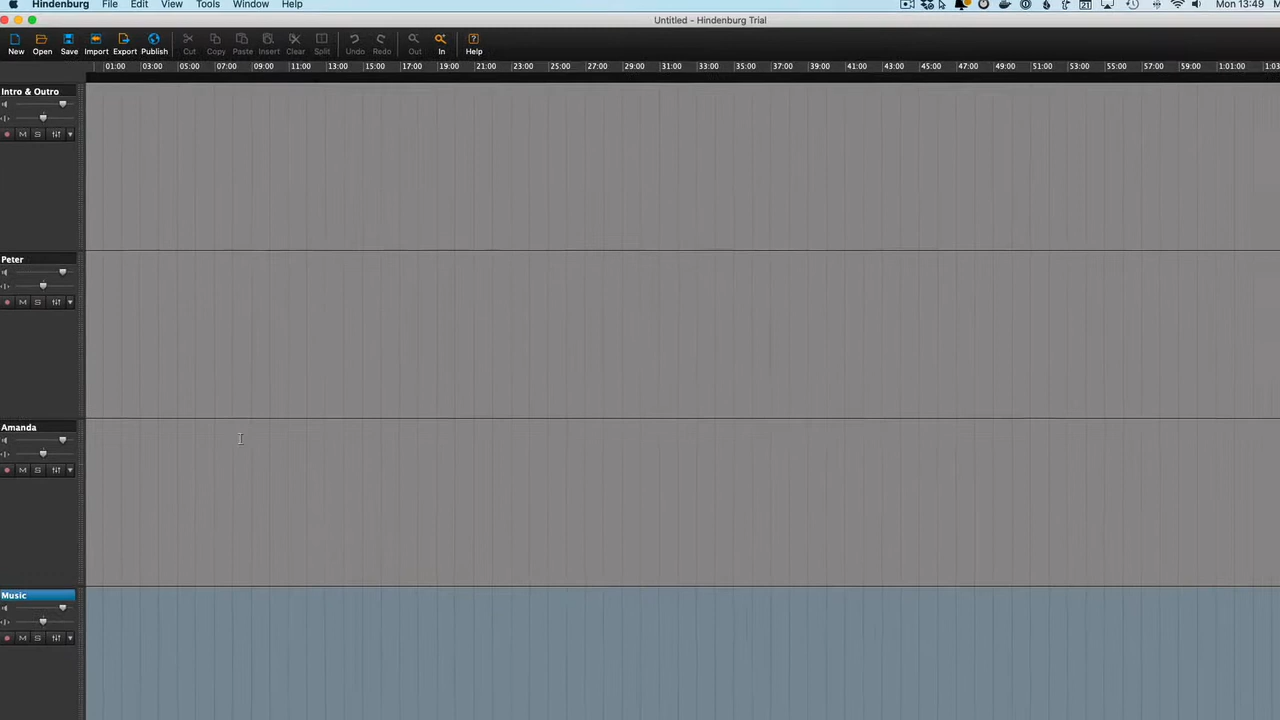 Hindenburg File Edit View Tools Window Help Mon 13:49
Untitled - Hindenburg Trial
New Open Save Import Export Publish Cut Copy Paste Insert Clear Split Undo Redo Out In Help
01:00 03:00 05:00 07:00 09:00 11:00 13:00 15:00 17:00 19:00 21:00 23:00 25:00 27:00 29:00 31:00 33:00 35:00 37:00 39:00 41:00 43:00 45:00 47:00 49:00 51:00 53:00 55:00 57:00 59:00 1:01:00 1:03
Intro & Outro
M S
Peter
M S
Amanda
M S
Music
M S